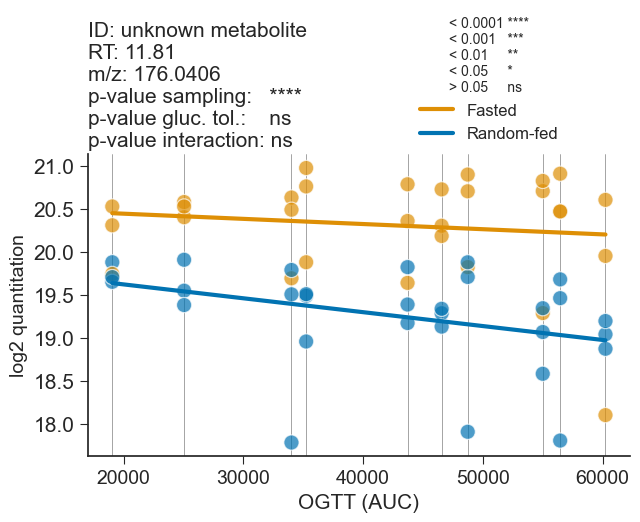 ID: unknown metabolite
RT: 11.81
m/z: 176.0406
p-value sampling: ****
p-value gluc. tol.: ns
p-value interaction: ns
< 0.0001 ****
< 0.001 ***
< 0.01 **
< 0.05 *
> 0.05 ns
Fasted
Random-fed
21.0
20.5
20.0
19.5
19.0
18.5
18.0
log2 quantitation
20000 30000 40000 50000 60000
OGTT (AUC)